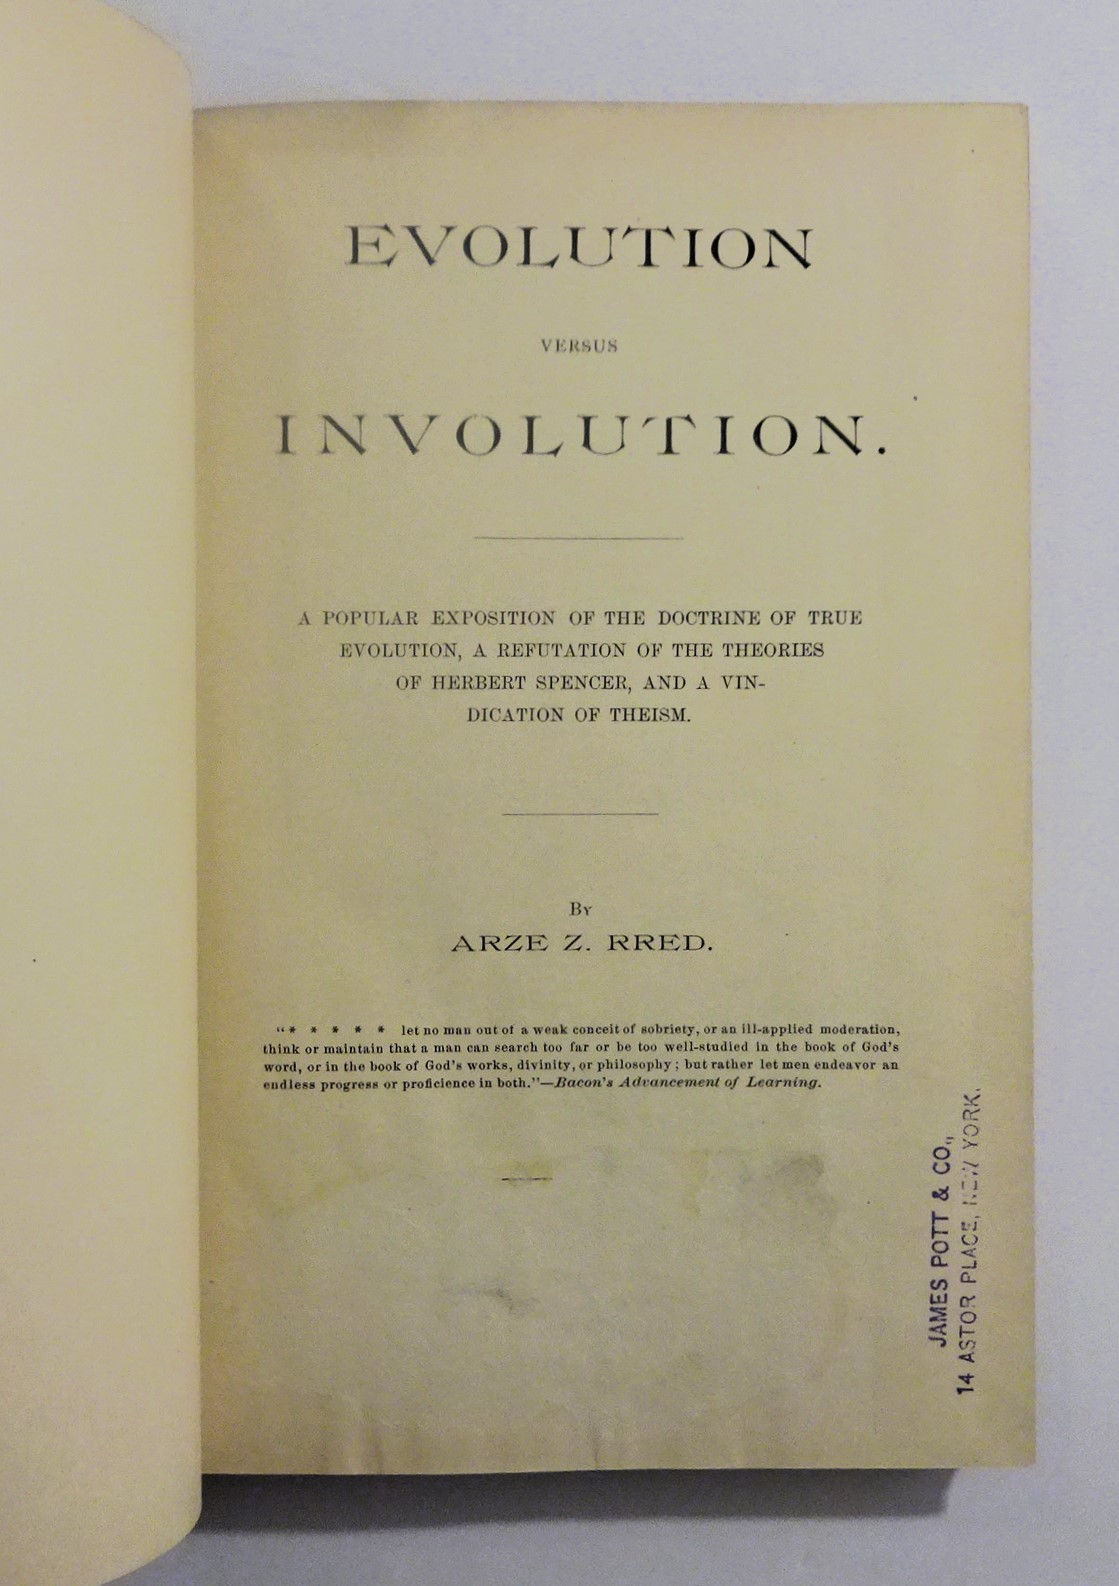 EVOLUTION
VERSUS
INVOLUTION.
A POPULAR EXPOSITION OF THE DOCTRINE OF TRUE
EVOLUTION, A REFUTATION OF THE THEORIES
OF HERBERT SPENCER, AND A VIN-
DICATION OF THEISM.
By
ARZE Z. RRED.
"* * * * * let no man out of a weak conceit of sobriety, or an ill-applied moderation,
think or maintain that a man can search too far or be too well-studied in the book of God's
word, or in the book of God's works, divinity, or philosophy; but rather let men endeavor an
endless progress or proficience in both."—Bacon's Advancement of Learning.
JAMES POTT & CO.,
14 ASTOR PLACE, NEW YORK.